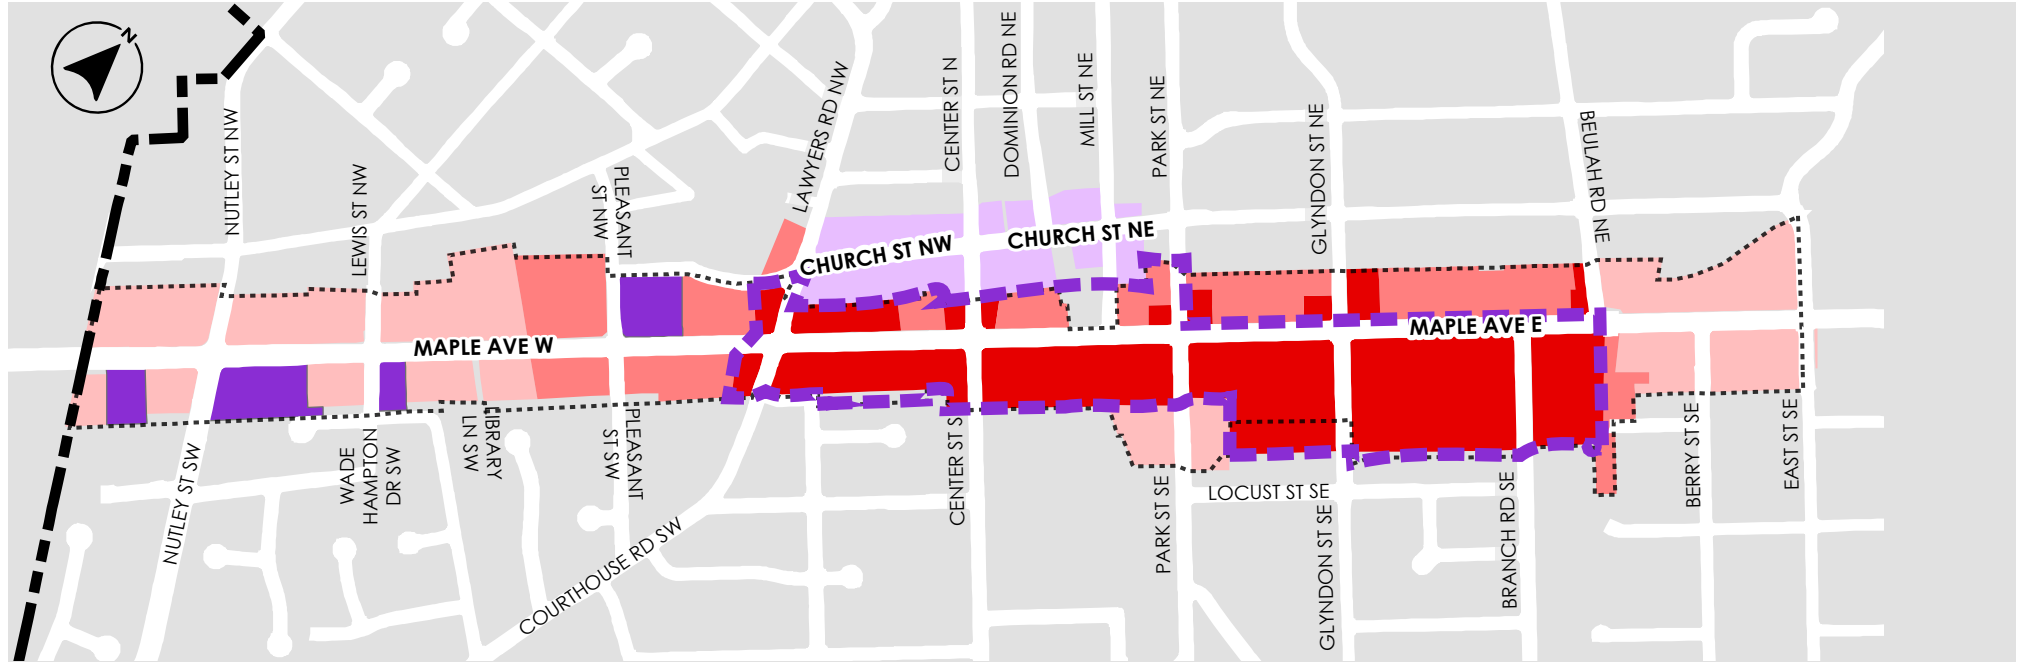 N
NUTLEY ST NW
LEWIS ST NW
PLEASANT
ST NW
LAWYERS RD NW
CENTER ST N
DOMINION RD NE
MILL ST NE
PARK ST NE
GLYNDON ST NE
BEULAH RD NE
CHURCH ST NW
CHURCH ST NE
MAPLE AVE W
MAPLE AVE E
NUTLEY ST SW
WADE
HAMPTON
DR SW
LIBRARY
LN SW
PLEASANT
ST SW
COURTHOUSE RD SW
CENTER ST S
PARK ST SE
LOCUST ST SE
GLYNDON ST SE
BRANCH RD SE
BERRY ST SE
EAST ST SE